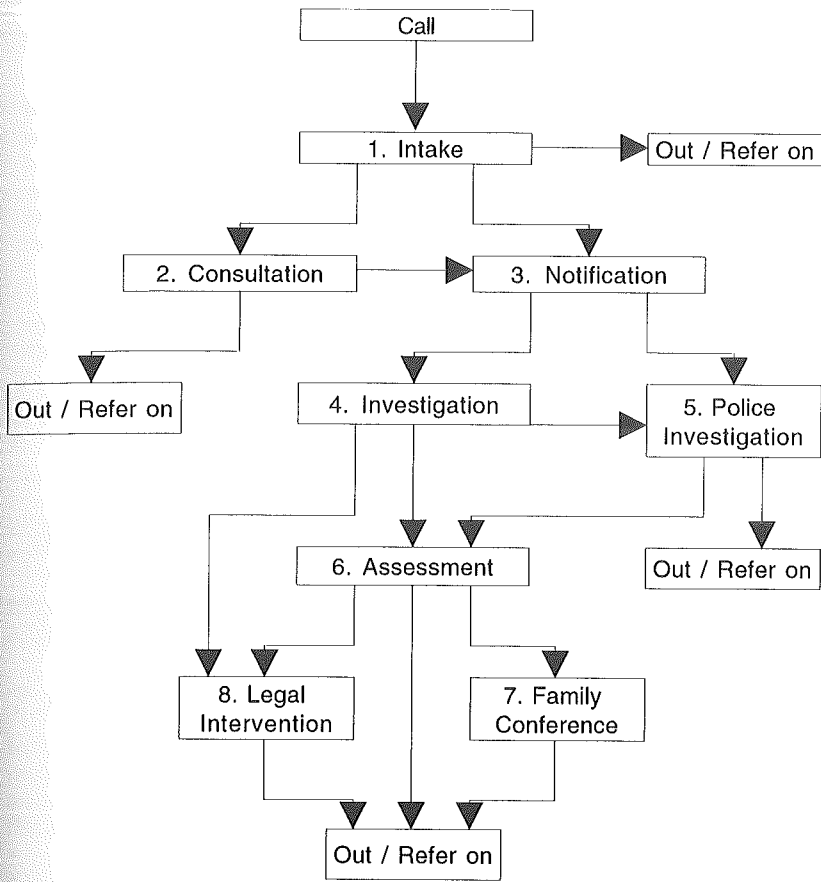 Call
1. Intake
Out / Refer on
2. Consultation
3. Notification
Out / Refer on
4. Investigation
5. Police
Investigation
6. Assessment
Out / Refer on
8. Legal
Intervention
7. Family
Conference
Out / Refer on